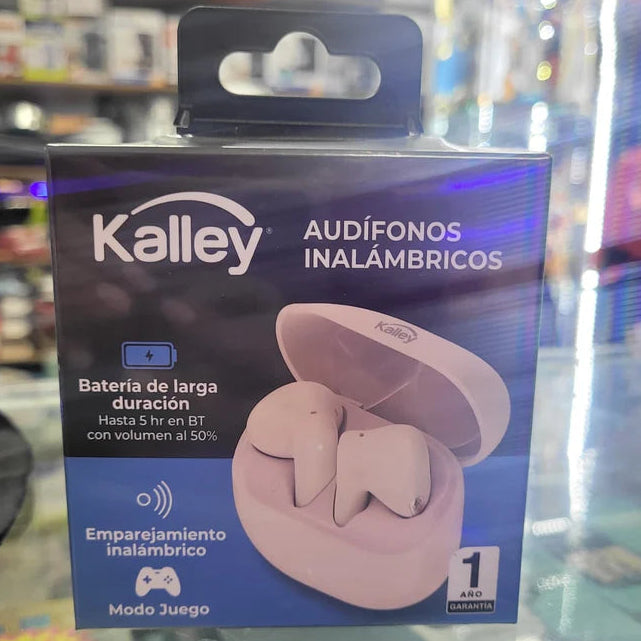 Kalley®
AUDÍFONOS
INALÁMBRICOS
Kalley
Batería de larga
duración
Hasta 5 hr en BT
con volumen al 50%
Emparejamiento
inalámbrico
Modo Juego
1
AÑO
GARANTÍA